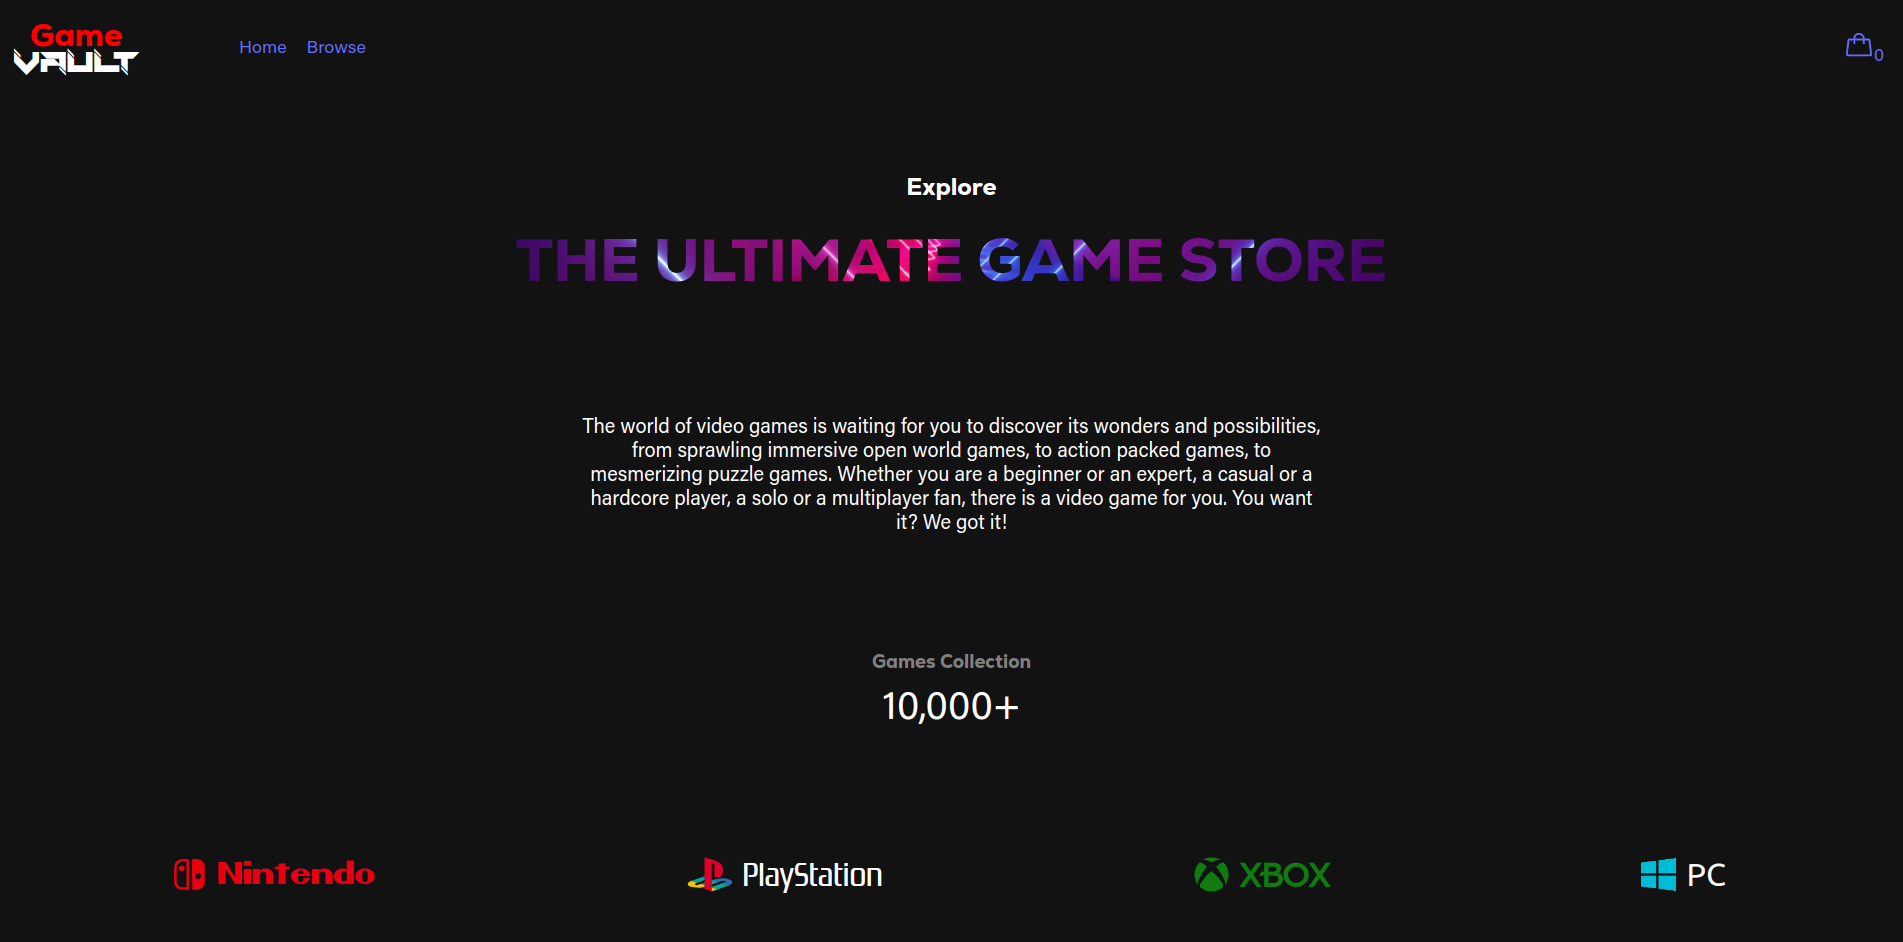 Game
VAULT
Home
Browse
0
Explore
THE ULTIMATE GAME STORE
The world of video games is waiting for you to discover its wonders and possibilities,
from sprawling immersive open world games, to action packed games, to
mesmerizing puzzle games. Whether you are a beginner or an expert, a casual or a
hardcore player, a solo or a multiplayer fan, there is a video game for you. You want
it? We got it!
Games Collection
10,000+
Nintendo
PlayStation
XBOX
PC